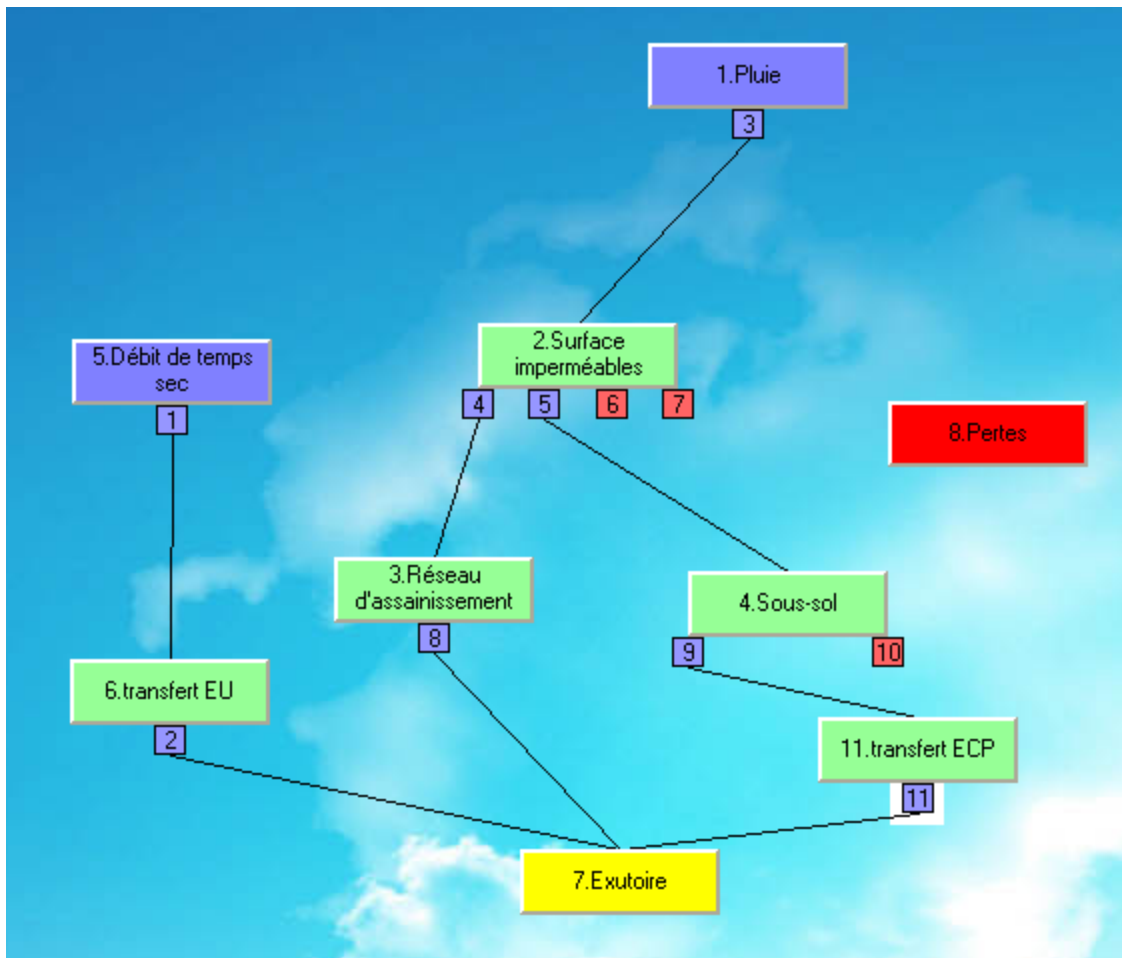 1.Pluie
3
2.Surface
imperméables
4 5 6 7
5.Débit de temps
sec
1
8.Pertes
3.Réseau
d'assainissement
8
4.Sous-sol
9 10
6.transfert EU
2
11.transfert ECP
11
7.Exutoire